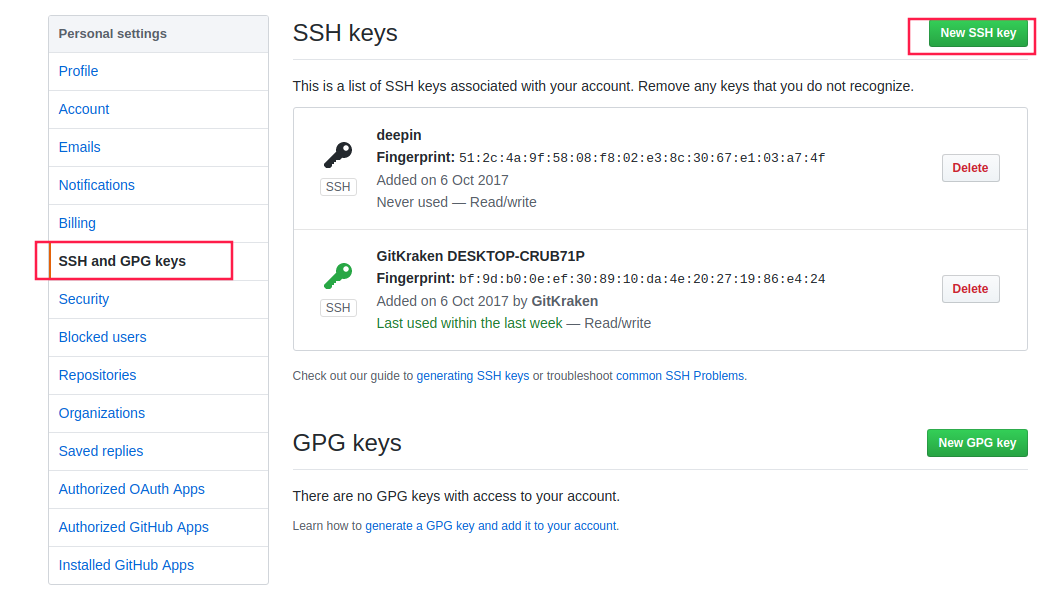 Personal settings
Profile
Account
Emails
Notifications
Billing
SSH and GPG keys
Security
Blocked users
Repositories
Organizations
Saved replies
Authorized OAuth Apps
Authorized GitHub Apps
Installed GitHub Apps
SSH keys
New SSH key
This is a list of SSH keys associated with your account. Remove any keys that you do not recognize.
SSH
deepin
Fingerprint: 51:2c:4a:9f:58:08:f8:02:e3:8c:30:67:e1:03:a7:4f
Added on 6 Oct 2017
Never used — Read/write
Delete
SSH
GitKraken DESKTOP-CRUB71P
Fingerprint: bf:9d:b0:0e:ef:30:89:10:da:4e:20:27:19:86:e4:24
Added on 6 Oct 2017 by GitKraken
Last used within the last week — Read/write
Delete
Check out our guide to generating SSH keys or troubleshoot common SSH Problems.
GPG keys
New GPG key
There are no GPG keys with access to your account.
Learn how to generate a GPG key and add it to your account.